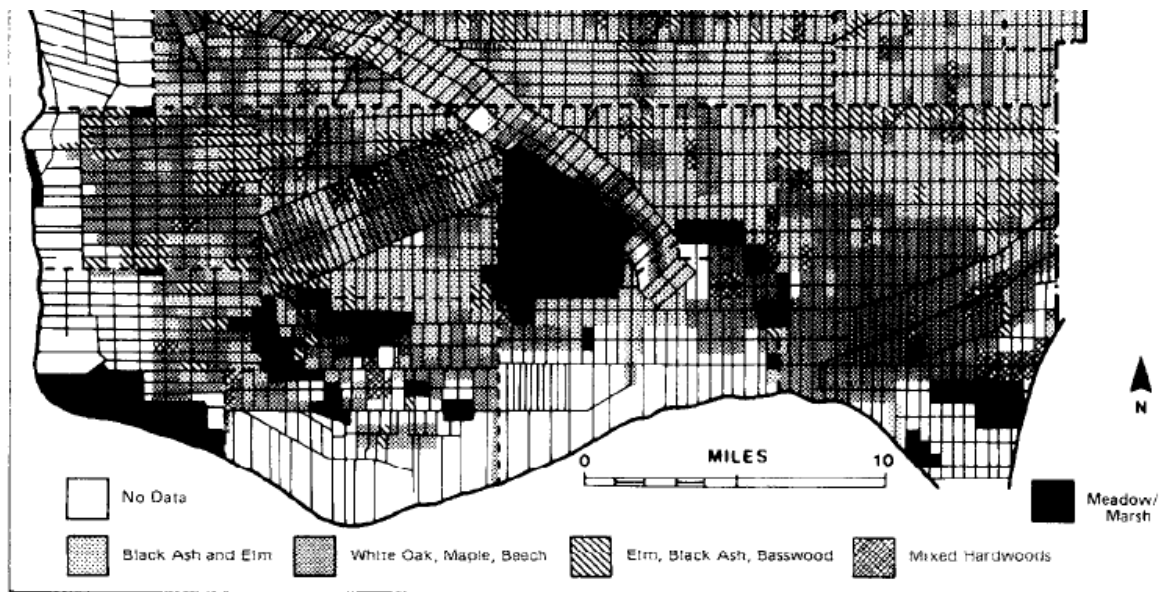 N
0 MILES 10
No Data
Meadow/
Marsh
Black Ash and Elm
White Oak, Maple, Beech
Elm, Black Ash, Basswood
Mixed Hardwoods